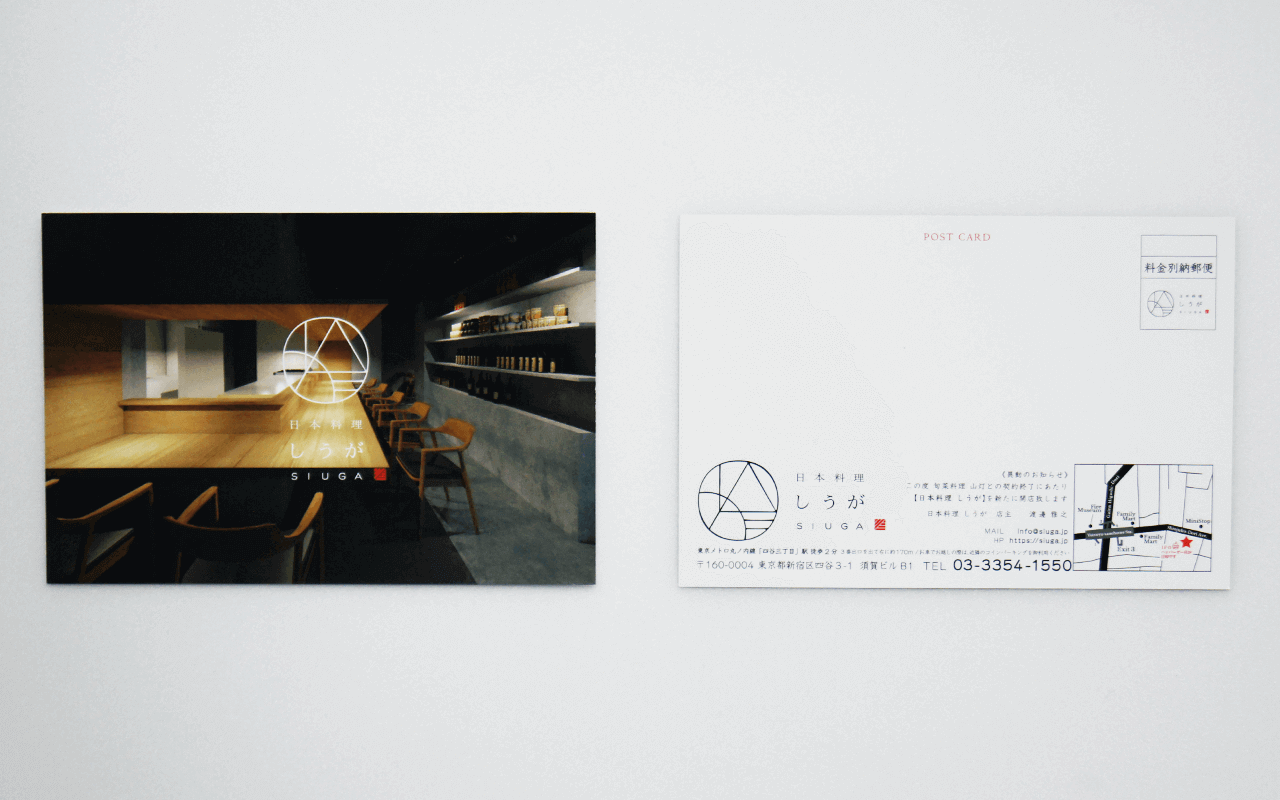 日本料理
しうが
SIUGA
POST CARD
料金別納郵便
日本料理
しうが
SIUGA
日本料理
しうが
SIUGA
《移転のお知らせ》
この度 旬菜料理 山灯との契約終了にあたり
【日本料理 しうが】を新たに開店致します
日本料理 しうが 店主 渡邊 雅之
MAIL info@siuga.jp
HP https://siuga.jp
東京メトロ丸ノ内線「四谷三丁目」駅 徒歩2分
〒160-0004 東京都新宿区四谷3-1 須賀ビルB1 TEL 03-3354-1550
Fire Museum
Family Mart
MiniStop
Family Mart
Exit 3